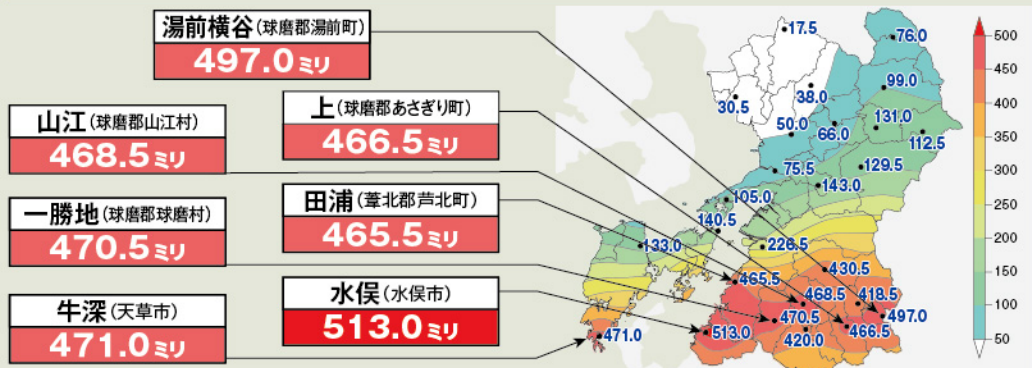 湯前横谷(球磨郡湯前町)
497.0ミリ
山江(球磨郡山江村)
468.5ミリ
上(球磨郡あさぎり町)
466.5ミリ
一勝地(球磨郡球磨村)
470.5ミリ
田浦(葦北郡芦北町)
465.5ミリ
牛深(天草市)
471.0ミリ
水俣(水俣市)
513.0ミリ
17.5
76.0
99.0
30.5
38.0
50.0
66.0
131.0
112.5
75.5
129.5
143.0
105.0
140.5
133.0
226.5
430.5
465.5
468.5
418.5
497.0
470.5
466.5
471.0
513.0
420.0
500
450
400
350
300
250
200
150
100
50